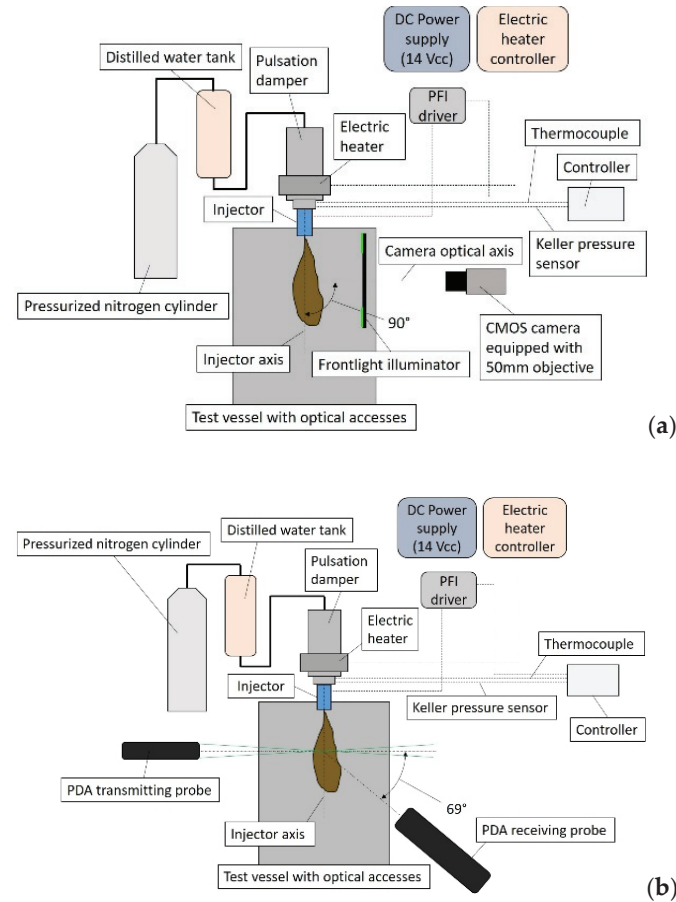 DC Power
supply
(14 Vcc)
Electric
heater
controller
Distilled water tank
Pulsation
damper
PFI
driver
Electric
heater
Thermocouple
Controller
Injector
Keller pressure
sensor
Camera optical axis
Pressurized nitrogen cylinder
90°
CMOS camera
equipped with
50mm objective
Injector axis
Frontlight illuminator
Test vessel with optical accesses
(a)
DC Power
supply
(14 Vcc)
Electric
heater
controller
Distilled water tank
Pressurized nitrogen cylinder
Pulsation
damper
PFI
driver
Electric
heater
Thermocouple
Injector
Keller pressure sensor
Controller
PDA transmitting probe
69°
Injector axis
PDA receiving probe
Test vessel with optical accesses
(b)